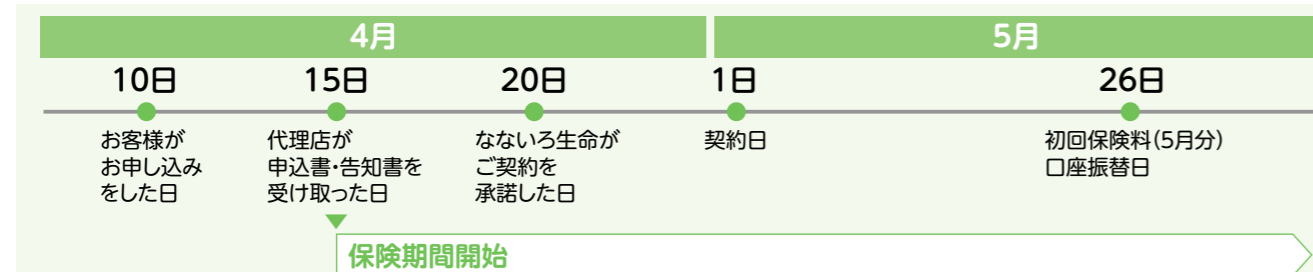 4月
5月
10日
15日
20日
1日
26日
お客様が
お申し込み
をした日
代理店が
申込書・告知書を
受け取った日
なないろ生命が
ご契約を
承諾した日
契約日
初回保険料(5月分)
口座振替日
保険期間開始